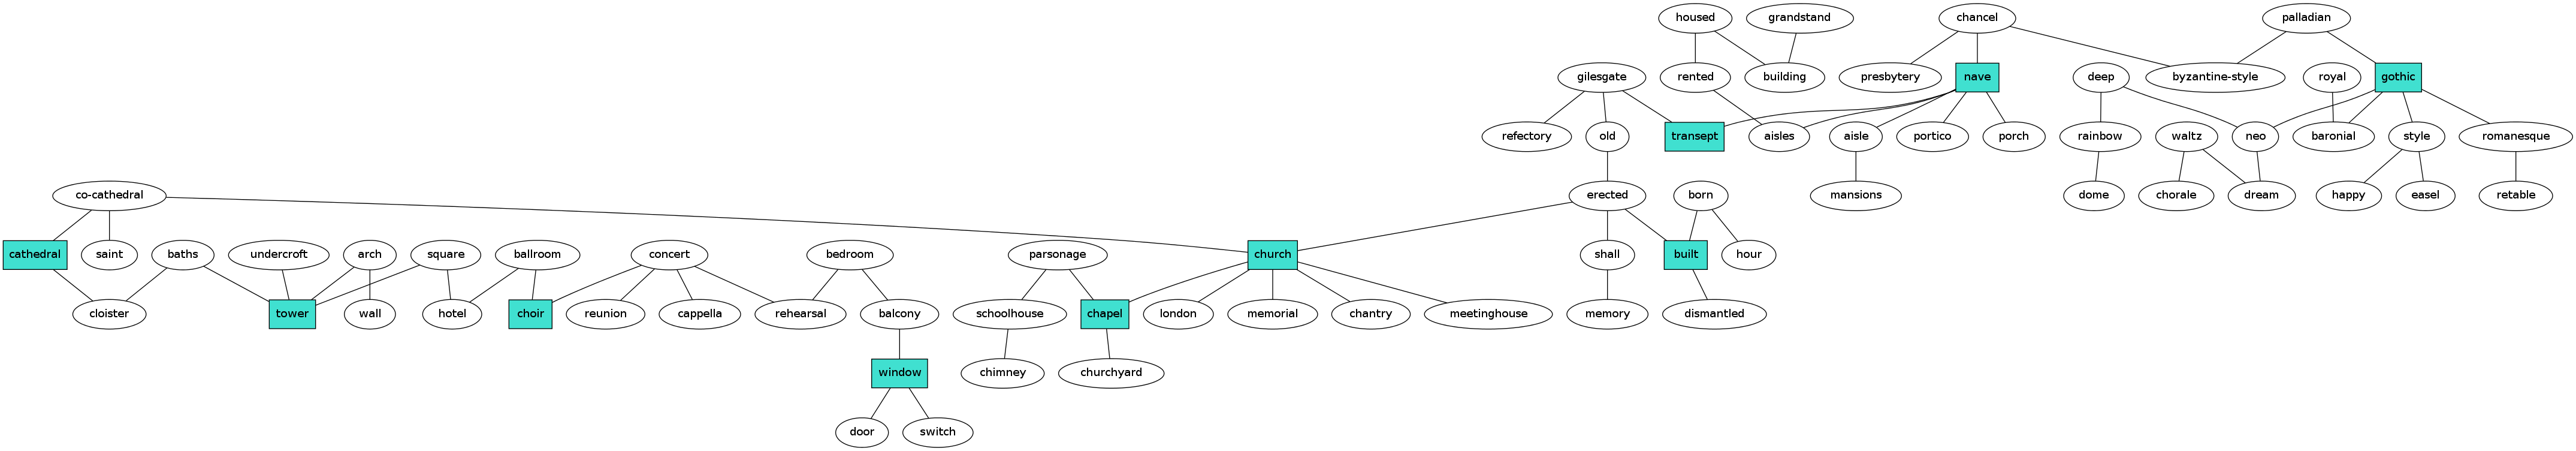 housed
grandstand
chancel
palladian
gilesgate
rented
building
presbytery
nave
deep
byzantine-style
royal
gothic
refectory
old
transept
aisles
aisle
portico
porch
rainbow
waltz
neo
baronial
style
romanesque
co-cathedral
erected
born
mansions
dome
chorale
dream
happy
easel
retable
cathedral
saint
baths
undercroft
arch
square
ballroom
concert
bedroom
parsonage
church
shall
built
hour
cloister
tower
wall
hotel
choir
reunion
cappella
rehearsal
balcony
schoolhouse
chapel
london
memorial
chantry
meetinghouse
memory
dismantled
window
chimney
churchyard
door
switch